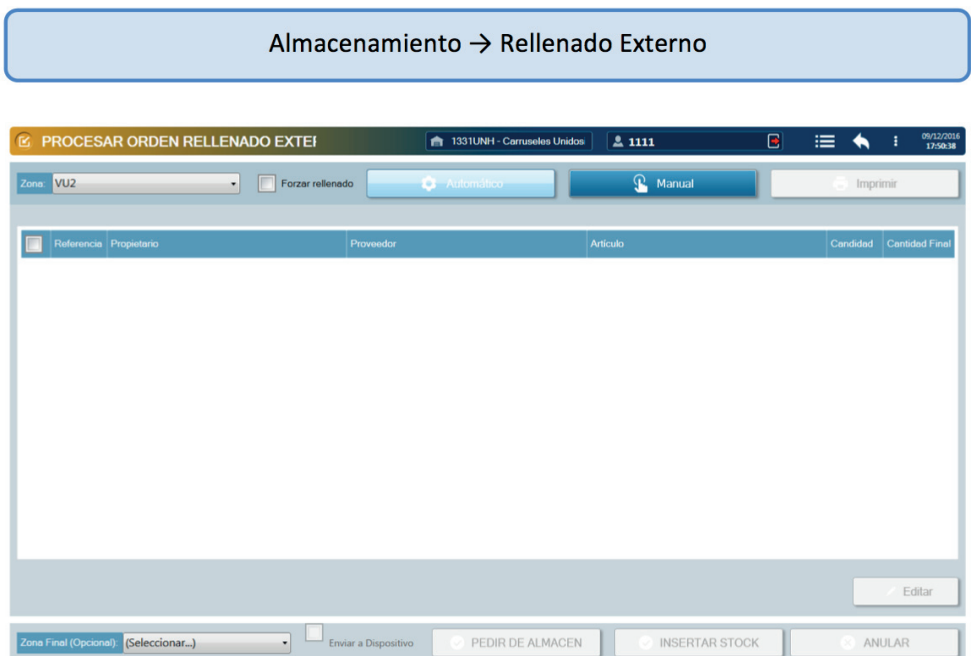 Almacenamiento → Rellenado Externo
PROCESAR ORDEN RELLENADO EXTER
1331UNH - Carruseles Unidos
1111
09/12/2016
17:50:38
Zona: VU2
Forzar rellenado
Automático
Manual
Imprimir
Referencia Propietario Proveedor Artículo Candidad Cantidad Final
Editar
Zona Final (Opcional): (Seleccionar...)
Enviar a Dispositivo
PEDIR DE ALMACEN
INSERTAR STOCK
ANULAR